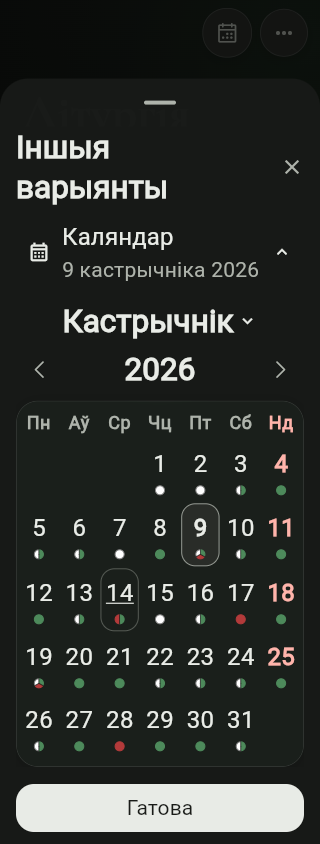 Іншыя
варыянты
Каляндар
9 кастрычніка 2026
Кастрычнік
2026
Пн Аў Ср Чц Пт Сб Нд
1 2 3 4
5 6 7 8 9 10 11
12 13 14 15 16 17 18
19 20 21 22 23 24 25
26 27 28 29 30 31
Гатова